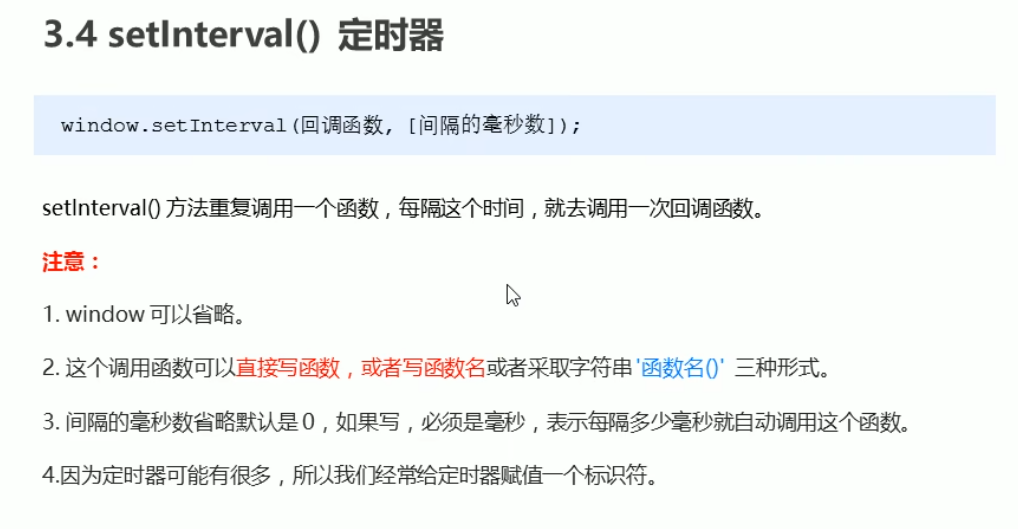 3.4 setInterval() 定时器
window.setInterval(回调函数, [间隔的毫秒数]);
setInterval() 方法重复调用一个函数，每隔这个时间，就去调用一次回调函数。
注意：
1. window 可以省略。
2. 这个调用函数可以直接写函数，或者写函数名或者采取字符串 '函数名()' 三种形式。
3. 间隔的毫秒数省略默认是 0，如果写，必须是毫秒，表示每隔多少毫秒就自动调用这个函数。
4.因为定时器可能有很多，所以我们经常给定时器赋值一个标识符。